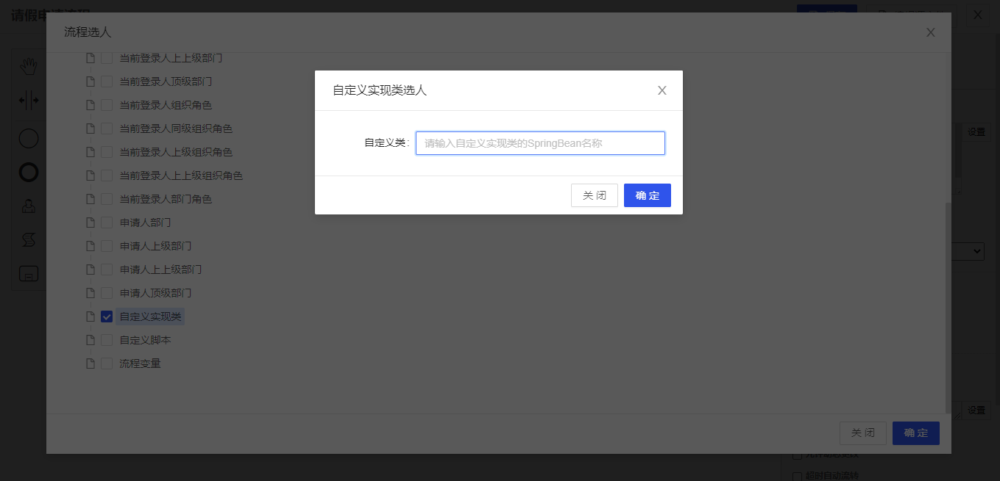 请假申请流程
流程选人
当前登录人上上级部门
当前登录人顶级部门
当前登录人组织角色
当前登录人同级组织角色
当前登录人上级组织角色
当前登录人上上级组织角色
当前登录人部门角色
申请人部门
申请人上级部门
申请人上上级部门
申请人顶级部门
自定义实现类
自定义脚本
流程变量
自定义实现类选人
自定义类:
请输入自定义实现类的SpringBean名称
关 闭
确 定
设置
设置
关 闭
确 定
超时自动流转